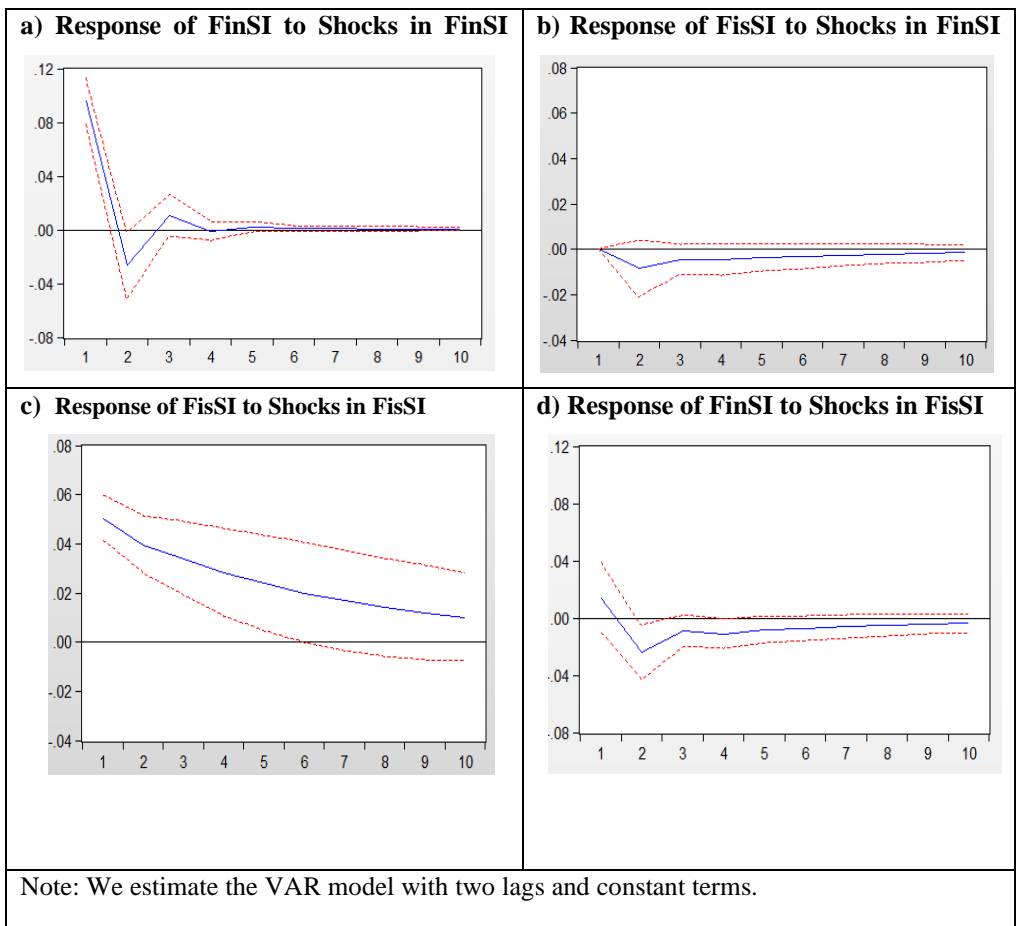 a) Response of FinSI to Shocks in FinSI
.12
.08
.04
.00
-.04
-.08
1 2 3 4 5 6 7 8 9 10
b) Response of FisSI to Shocks in FinSI
.08
.06
.04
.02
.00
-.02
-.04
1 2 3 4 5 6 7 8 9 10
c) Response of FisSI to Shocks in FisSI
.08
.06
.04
.02
.00
-.02
-.04
1 2 3 4 5 6 7 8 9 10
d) Response of FinSI to Shocks in FisSI
.12
.08
.04
.00
-.04
-.08
1 2 3 4 5 6 7 8 9 10
Note: We estimate the VAR model with two lags and constant terms.